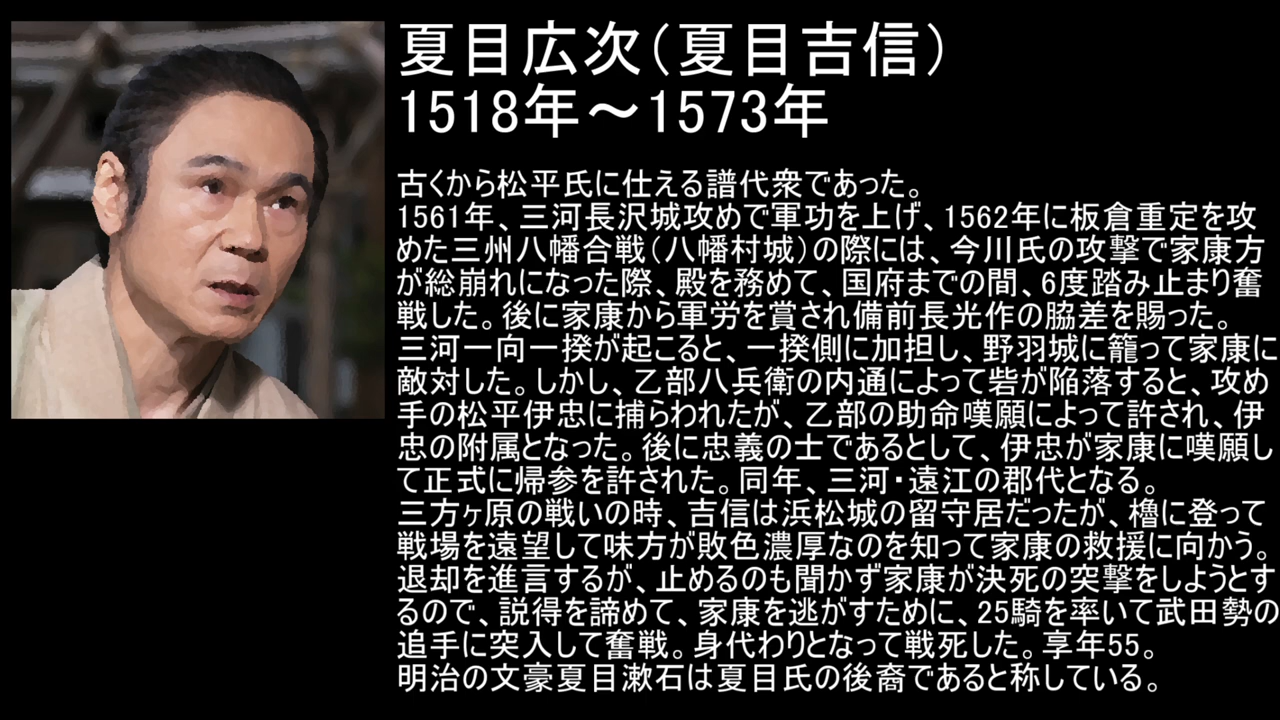 夏目広次（夏目吉信）
1518年～1573年
古くから松平氏に仕える譜代衆であった。
1561年、三河長沢城攻めで軍功を上げ、1562年に板倉重定を攻
めた三州八幡合戦（八幡村城）の際には、今川氏の攻撃で家康方
が総崩れになった際、殿を務めて、国府までの間、6度踏み止まり奮
戦した。後に家康から軍労を賞され備前長光作の脇差を賜った。
三河一向一揆が起こると、一揆側に加担し、野羽城に籠って家康に
敵対した。しかし、乙部八兵衛の内通によって砦が陥落すると、攻め
手の松平伊忠に捕らわれたが、乙部の助命嘆願によって許され、伊
忠の附属となった。後に忠義の士であるとして、伊忠が家康に嘆願し
て正式に帰参を許された。同年、三河・遠江の郡代となる。
三方ヶ原の戦いの時、吉信は浜松城の留守居だったが、櫓に登って
戦場を遠望して味方が敗色濃厚なのを知って家康の救援に向かう。
退却を進言するが、止めるのも聞かず家康が決死の突撃をしようとす
るので、説得を諦めて、家康を逃がすために、25騎を率いて武田勢の
追手に突入して奮戦。身代わりとなって戦死した。享年55。
明治の文豪夏目漱石は夏目氏の後裔であると称している。